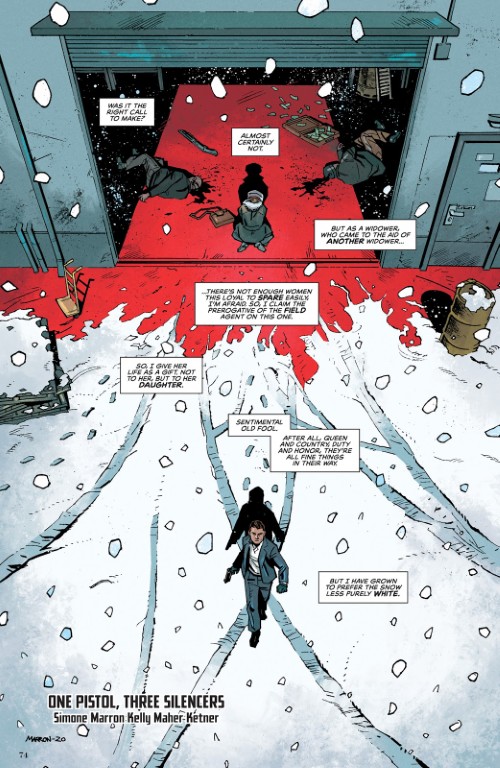 WAS IT THE
RIGHT CALL
TO MAKE?
ALMOST
CERTAINLY
NOT.
BUT AS A WIDOWER,
WHO CAME TO THE AID OF
ANOTHER WIDOWER...
...THERE'S NOT ENOUGH WOMEN
THIS LOYAL TO SPARE EASILY,
I'M AFRAID. SO, I CLAIM THE
PREROGATIVE OF THE FIELD
AGENT ON THIS ONE.
SO, I GIVE HER
LIFE AS A GIFT. NOT
TO HER, BUT TO HER
DAUGHTER.
SENTIMENTAL
OLD FOOL.
AFTER ALL, QUEEN
AND COUNTRY, DUTY
AND HONOR, THEY'RE
ALL FINE THINGS
IN THEIR WAY.
BUT I HAVE GROWN
TO PREFER THE SNOW
LESS PURELY WHITE.
ONE PISTOL, THREE SILENCERS
Simone Marron Kelly Maher Ketner
MARRON-20
74